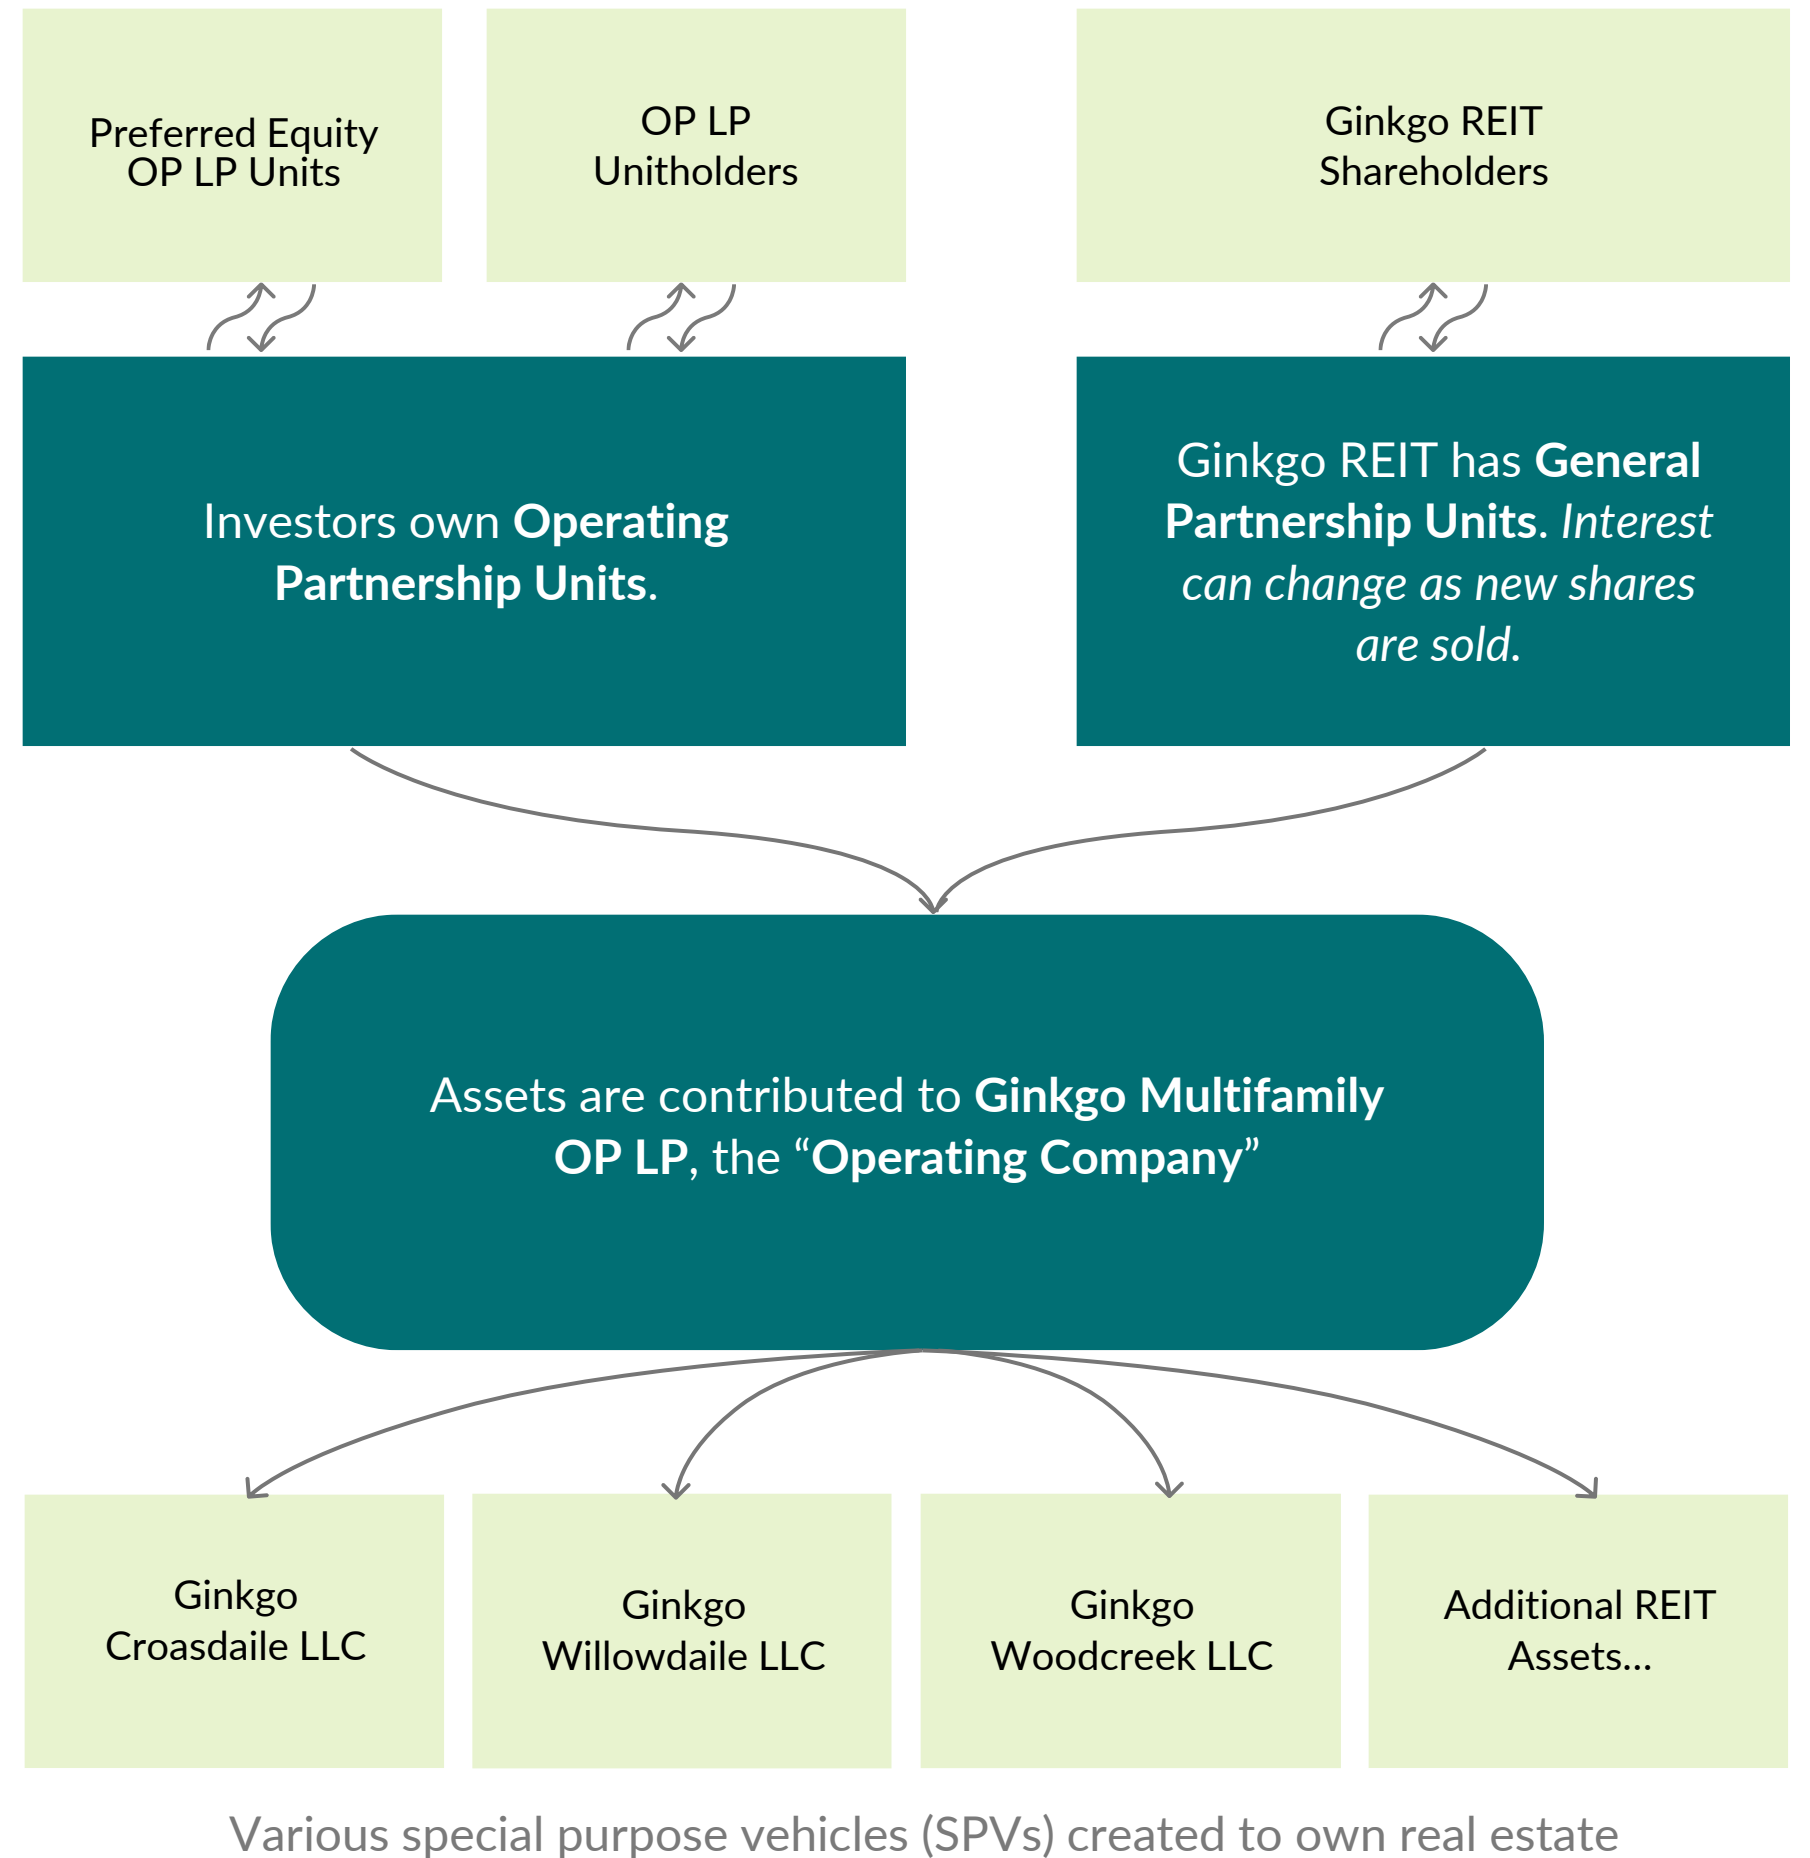 Preferred Equity
OP LP Units
OP LP
Unitholders
Ginkgo REIT
Shareholders
Investors own Operating
Partnership Units.
Ginkgo REIT has General
Partnership Units. Interest
can change as new shares
are sold.
Assets are contributed to Ginkgo Multifamily
OP LP, the “Operating Company”
Ginkgo
Croasdaile LLC
Ginkgo
Willowdaile LLC
Ginkgo
Woodcreek LLC
Additional REIT
Assets...
Various special purpose vehicles (SPVs) created to own real estate